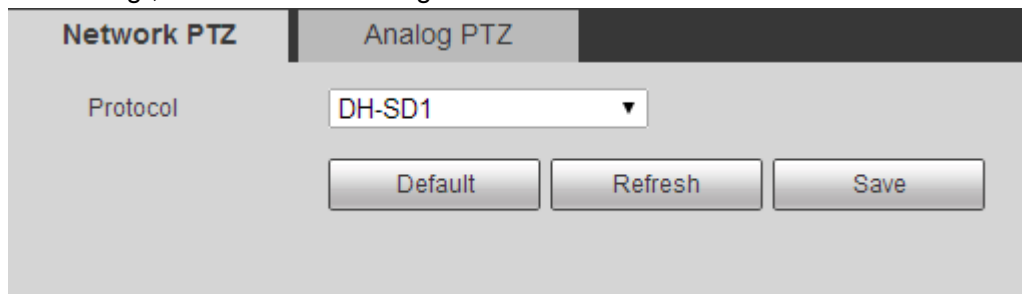 Network PTZ Analog PTZ
Protocol DH-SD1
Default Refresh Save